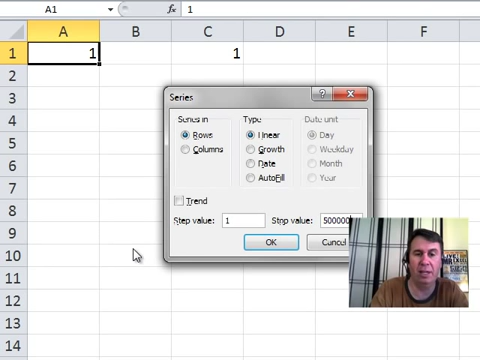 A1
fx
1
A B C D E F
1 1 1
2
3
4
5
6
7
8
9
10
11
12
13
14
Series
Series in Type Date unit
Rows Linear Day
Columns Growth Weekday
Date Month
AutoFill Year
Trend
Step value: 1 Stop value:
OK Cancel